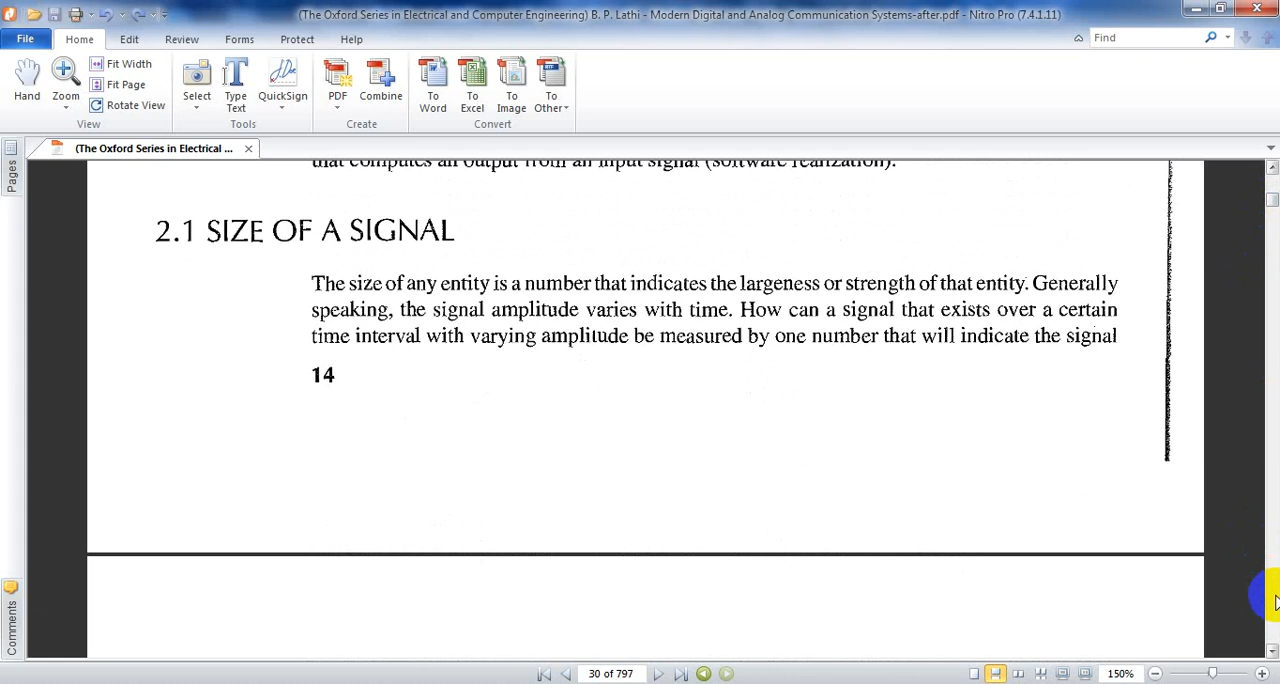 (The Oxford Series in Electrical and Computer Engineering) B. P. Lathi - Modern Digital and Analog Communication Systems-after.pdf - Nitro Pro (7.4.1.11)
File Home Edit Review Forms Protect Help Find
Fit Width
Fit Page
Rotate View
Hand Zoom Select Type Text QuickSign PDF Combine To Word To Excel To Image To Other
View Tools Create Convert
(The Oxford Series in Electrical ...
Pages
that computes an output from an input signal (software realization).
2.1 SIZE OF A SIGNAL
The size of any entity is a number that indicates the largeness or strength of that entity. Generally
speaking, the signal amplitude varies with time. How can a signal that exists over a certain
time interval with varying amplitude be measured by one number that will indicate the signal
14
Comments
30 of 797 150%